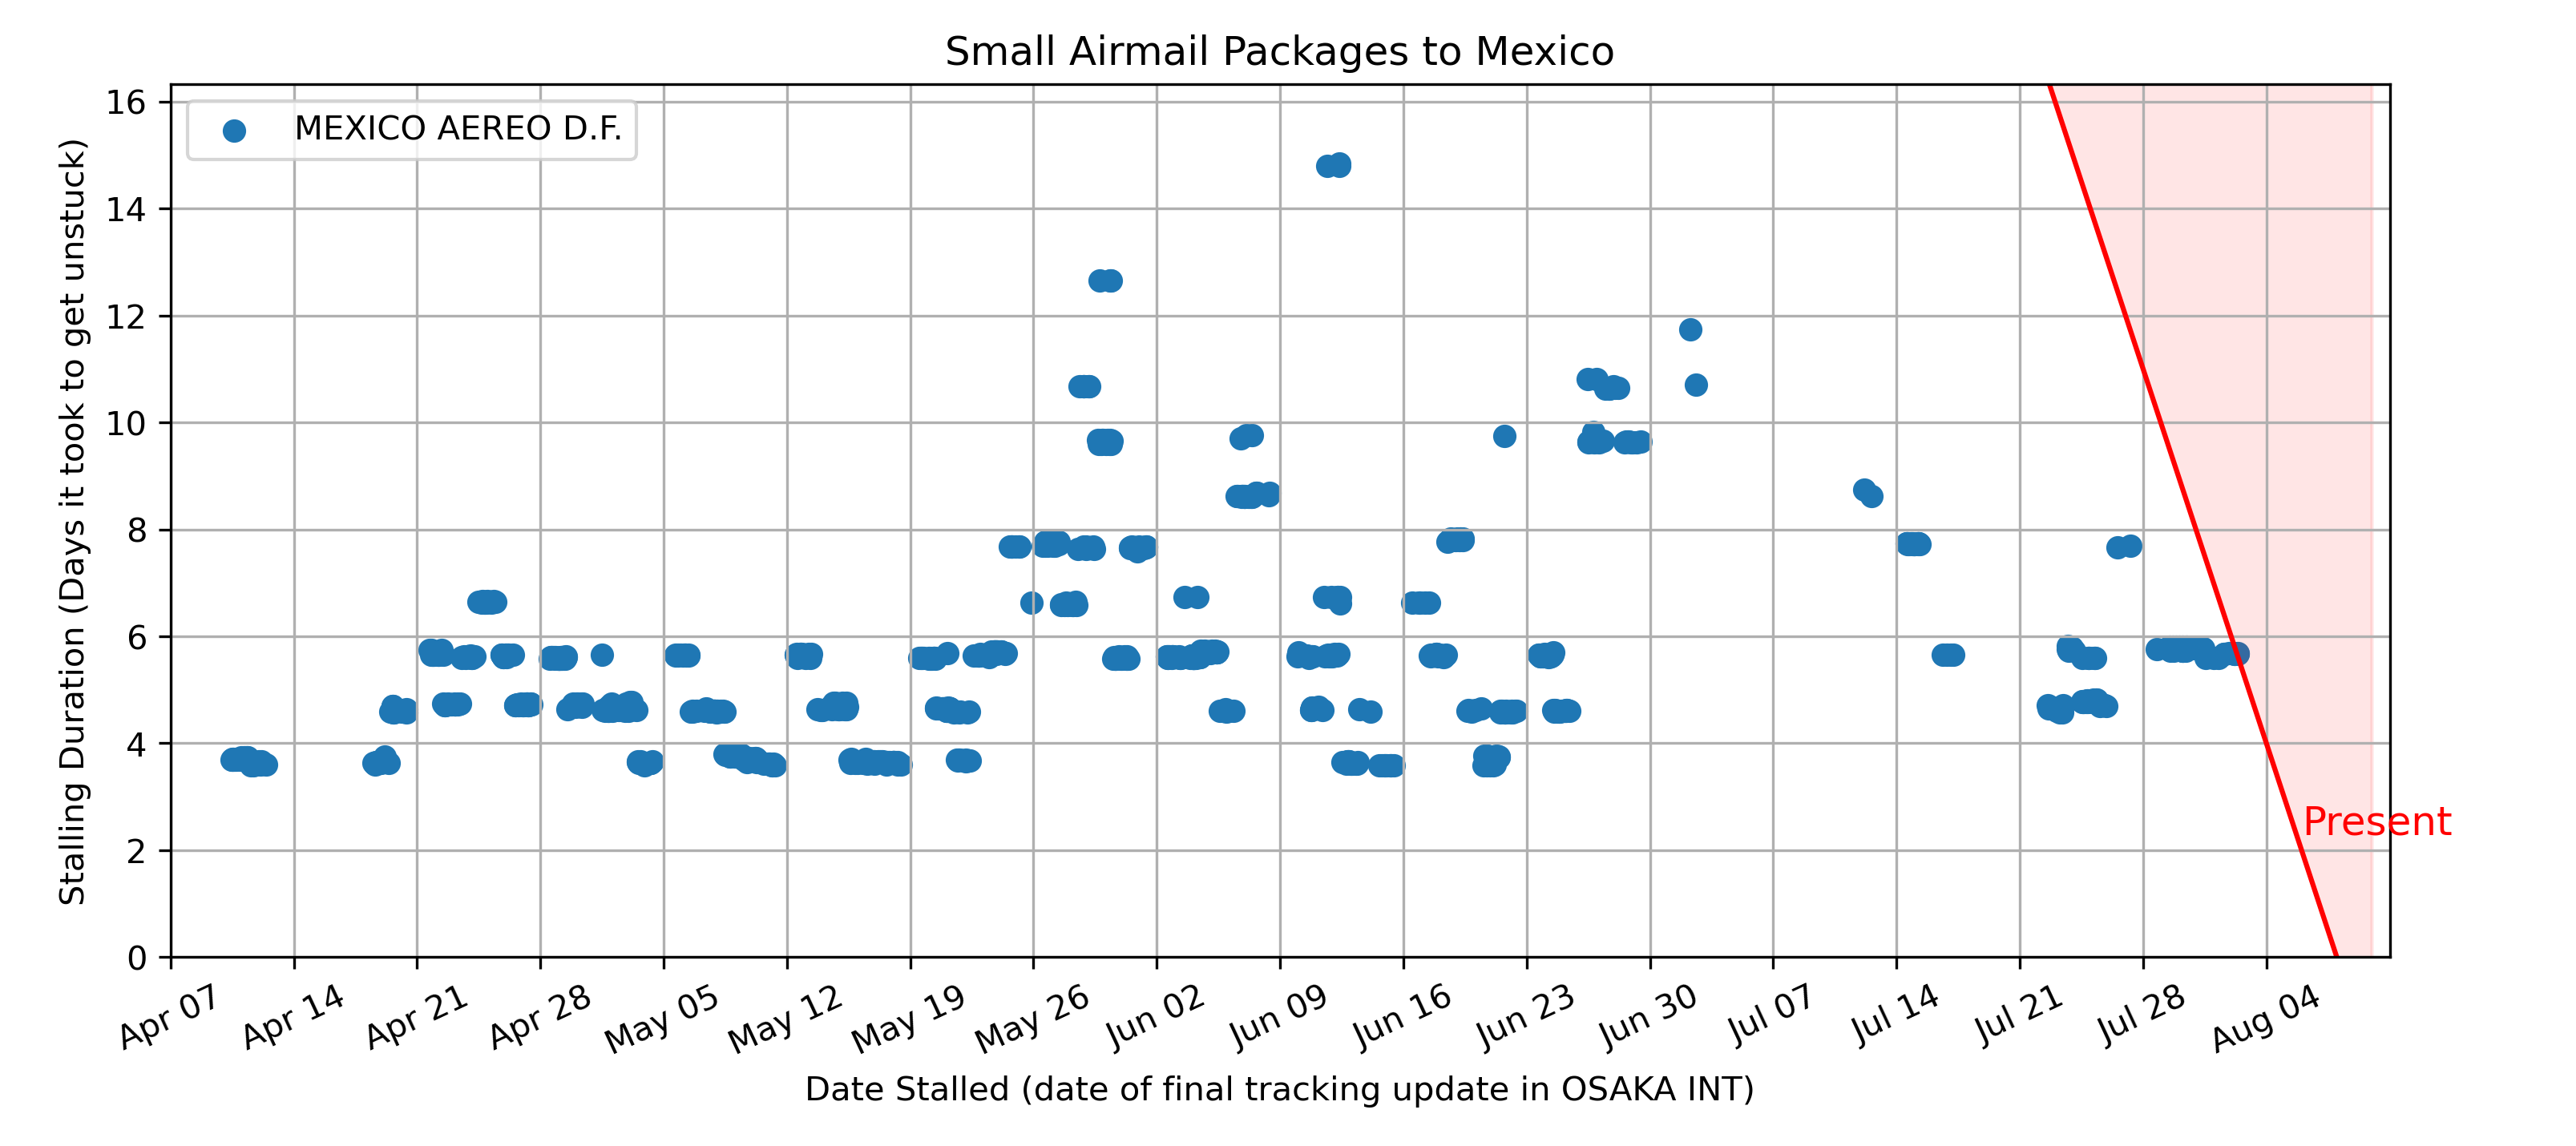 Small Airmail Packages to Mexico
MEXICO AEREO D.F.
Stalling Duration (Days it took to get unstuck)
16
14
12
10
8
6
4
2
0
Present
Apr 07
Apr 14
Apr 21
Apr 28
May 05
May 12
May 19
May 26
Jun 02
Jun 09
Jun 16
Jun 23
Jun 30
Jul 07
Jul 14
Jul 21
Jul 28
Aug 04
Date Stalled (date of final tracking update in OSAKA INT)